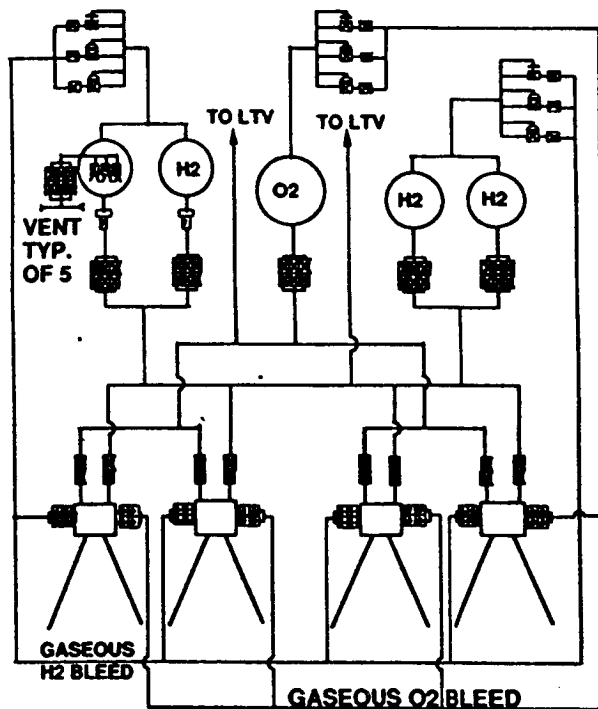 TO LTV
TO LTV
H2
O2
H2
H2
VENT
TYP.
OF 5
GASEOUS
H2 BLEED
GASEOUS O2 BLEED